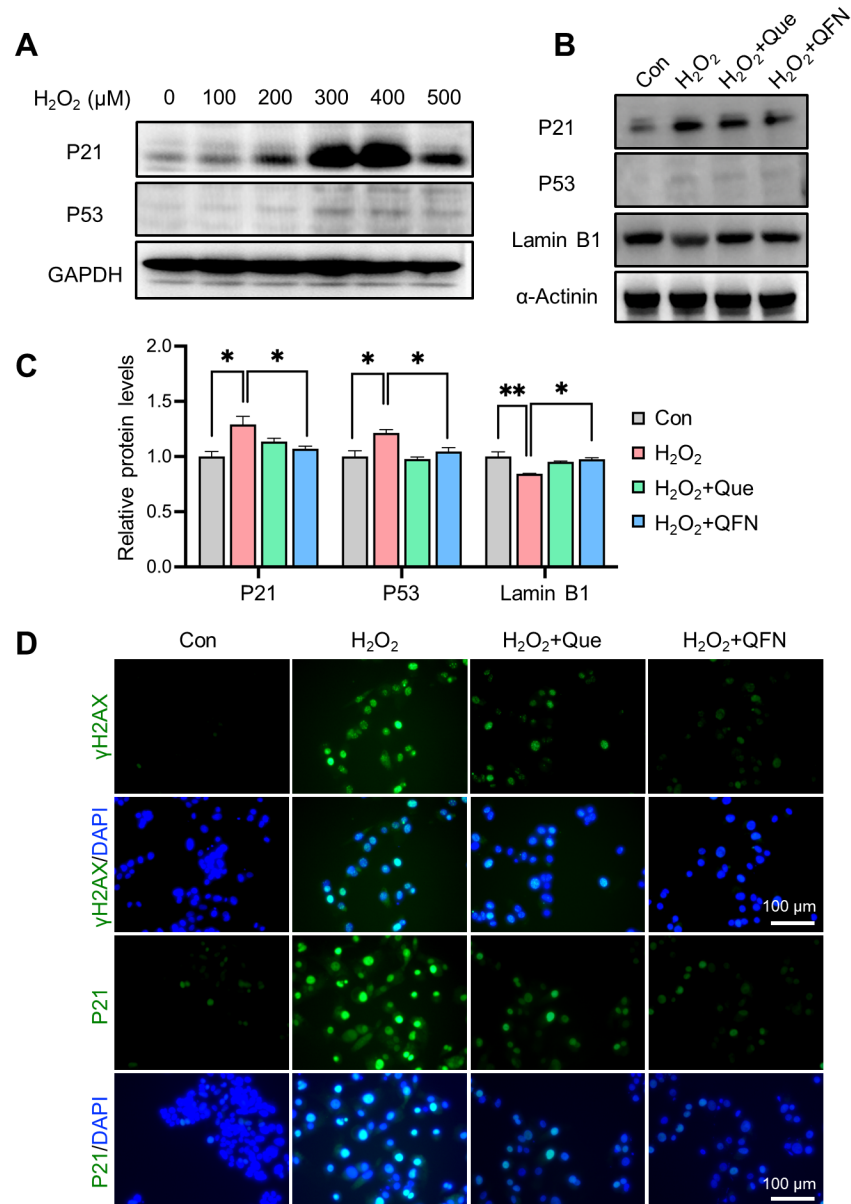 A
H₂O₂ (μM) 0 100 200 300 400 500
P21
P53
GAPDH
B
Con H₂O₂ H₂O₂+Que H₂O₂+QFN
P21
P53
Lamin B1
α-Actinin
C
Relative protein levels
2.0
1.5
1.0
0.5
0.0
* * * * ** *
P21 P53 Lamin B1
Con
H₂O₂
H₂O₂+Que
H₂O₂+QFN
D
Con H₂O₂ H₂O₂+Que H₂O₂+QFN
γH2AX
γH2AX/DAPI
100 μm
P21
P21/DAPI
100 μm